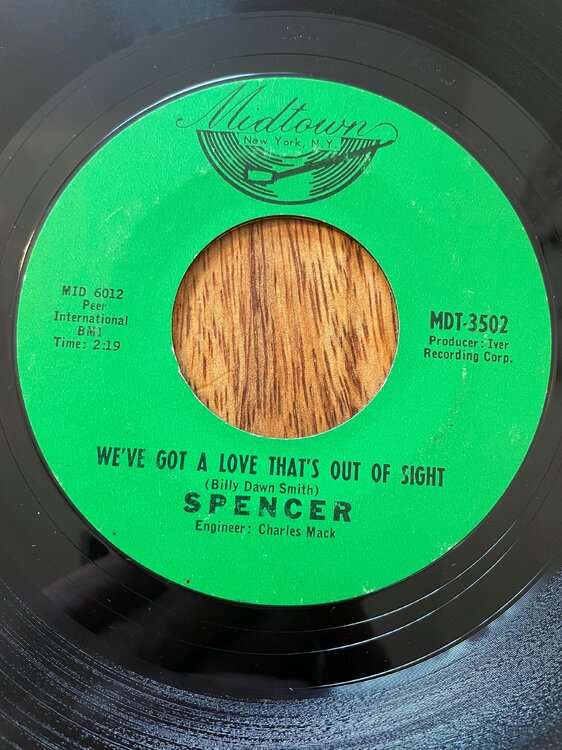 Midtown
New York, N.Y.
MID 6012
Peer
International
BMI
Time: 2:19
MDT-3502
Producer: Iver
Recording Corp.
WE'VE GOT A LOVE THAT'S OUT OF SIGHT
(Billy Dawn Smith)
SPENCER
Engineer: Charles Mack